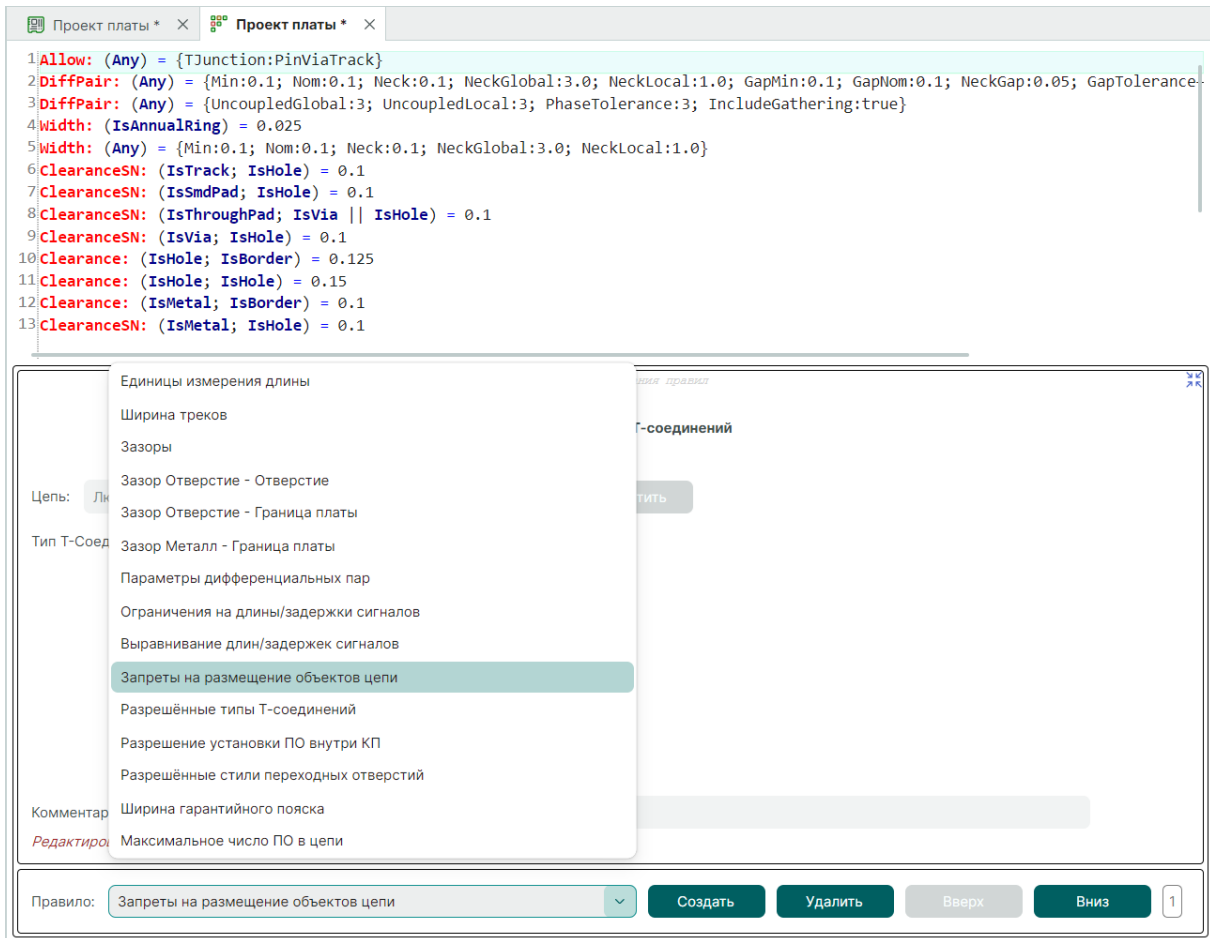 Проект платы *
Проект платы *
1 Allow: (Any) = {TJunction:PinViaTrack}
2 DiffPair: (Any) = {Min:0.1; Nom:0.1; Neck:0.1; NeckGlobal:3.0; NeckLocal:1.0; GapMin:0.1; GapNom:0.1; NeckGap:0.05; GapTolerance
3 DiffPair: (Any) = {UncoupledGlobal:3; UncoupledLocal:3; PhaseTolerance:3; IncludeGathering:true}
4 Width: (IsAnnualRing) = 0.025
5 Width: (Any) = {Min:0.1; Nom:0.1; Neck:0.1; NeckGlobal:3.0; NeckLocal:1.0}
6 ClearanceSN: (IsTrack; IsHole) = 0.1
7 ClearanceSN: (IsSmdPad; IsHole) = 0.1
8 ClearanceSN: (IsThroughPad; IsVia || IsHole) = 0.1
9 ClearanceSN: (IsVia; IsHole) = 0.1
10 Clearance: (IsHole; IsBorder) = 0.125
11 Clearance: (IsHole; IsHole) = 0.15
12 Clearance: (IsMetal; IsBorder) = 0.1
13 ClearanceSN: (IsMetal; IsHole) = 0.1
Единицы измерения длины
ния правил
Ширина треков
Т-соединений
Зазоры
Зазор Отверстие - Отверстие
Цепь: Лю
тить
Зазор Отверстие - Граница платы
Тип Т-Соед
Зазор Металл - Граница платы
Параметры дифференциальных пар
Ограничения на длины/задержки сигналов
Выравнивание длин/задержек сигналов
Запреты на размещение объектов цепи
Разрешённые типы Т-соединений
Разрешение установки ПО внутри КП
Разрешённые стили переходных отверстий
Комментар
Ширина гарантийного пояска
Редактиро
Максимальное число ПО в цепи
Правило: Запреты на размещение объектов цепи Создать Удалить Вверх Вниз 1